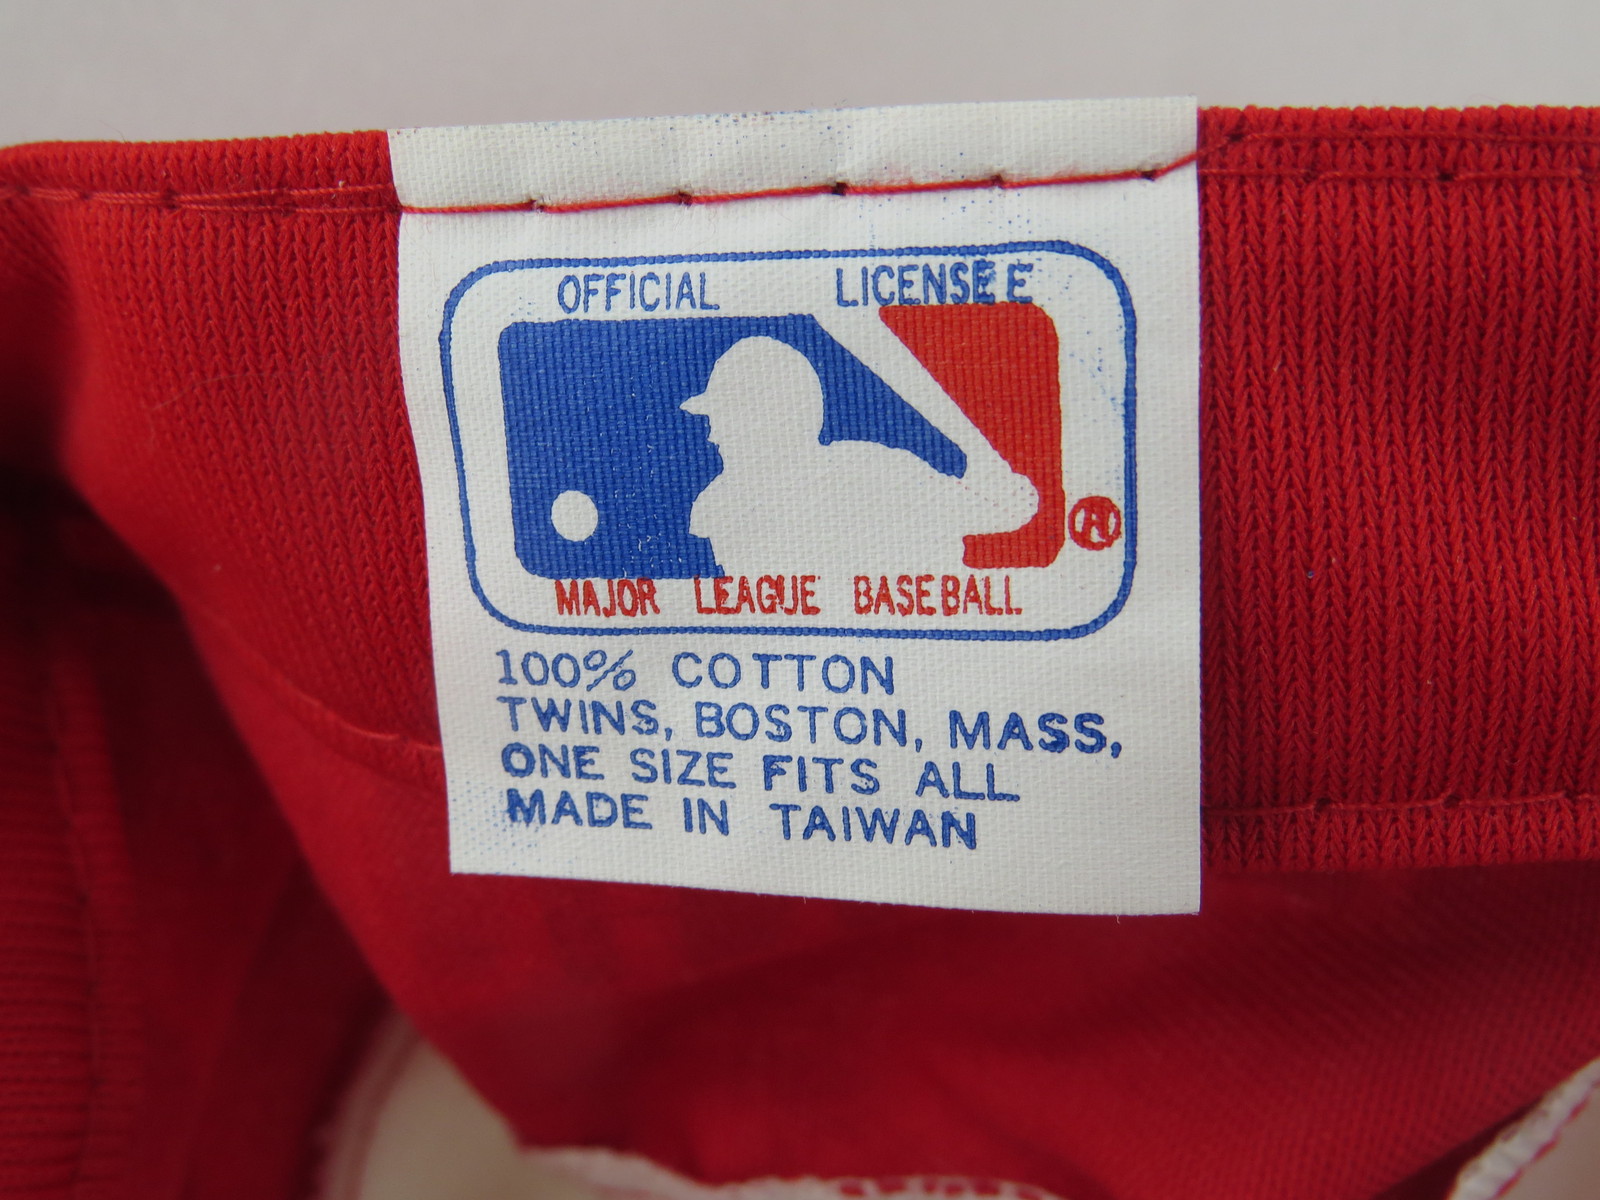 OFFICIAL LICENSEE
®
MAJOR LEAGUE BASEBALL
100% COTTON
TWINS, BOSTON, MASS,
ONE SIZE FITS ALL
MADE IN TAIWAN